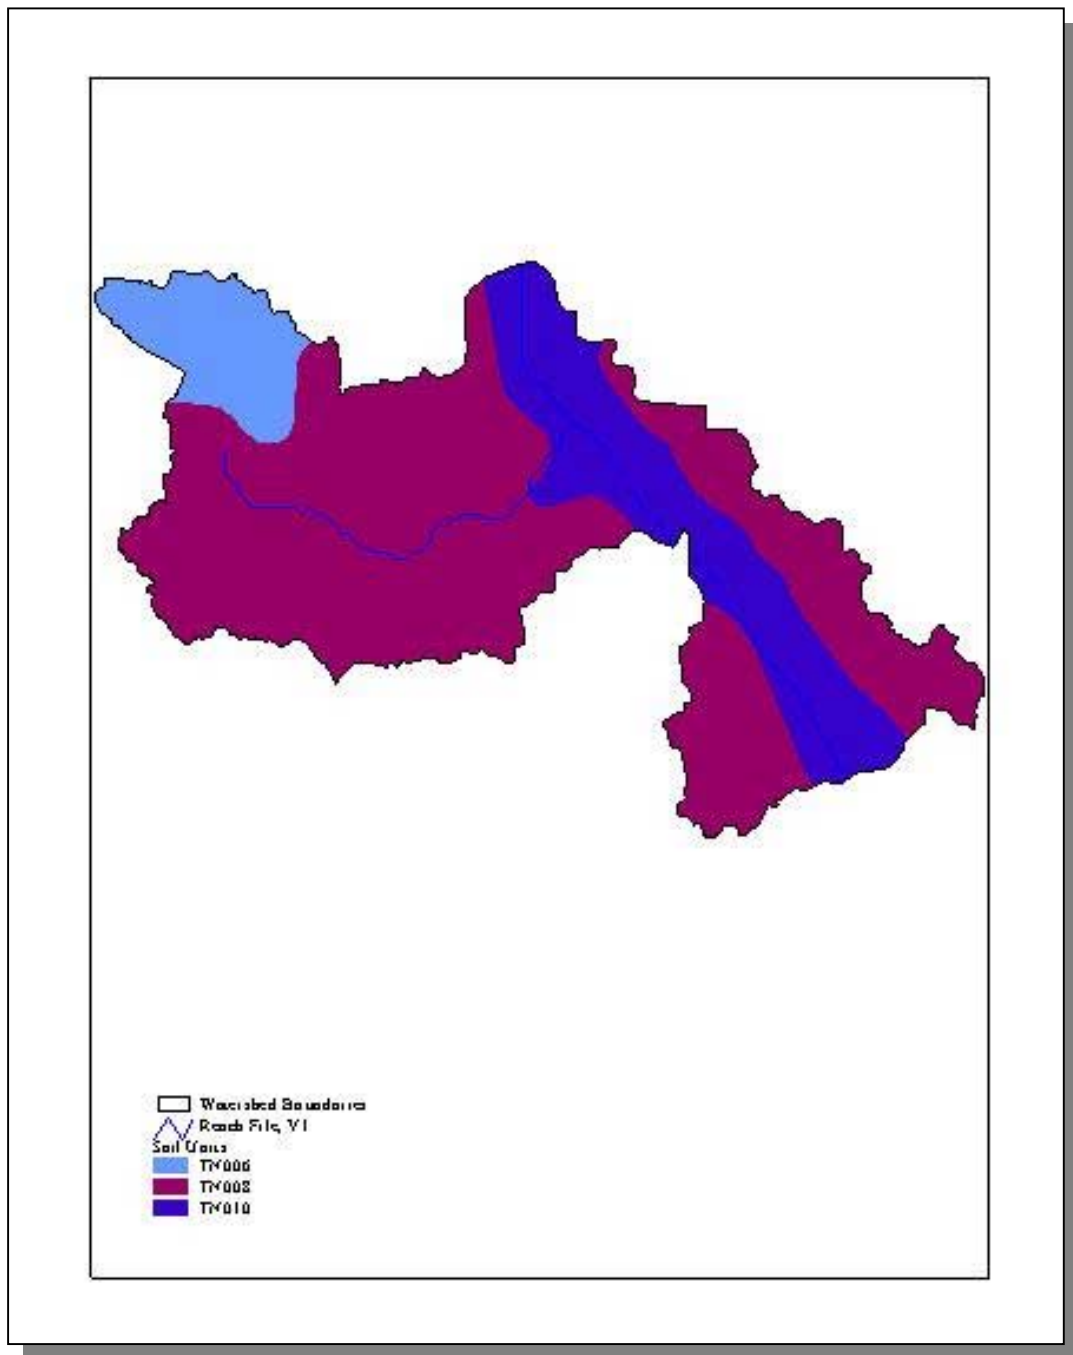 Watershed Boundaries
Reach File, V1
Soil Units
TN006
TN008
TN010